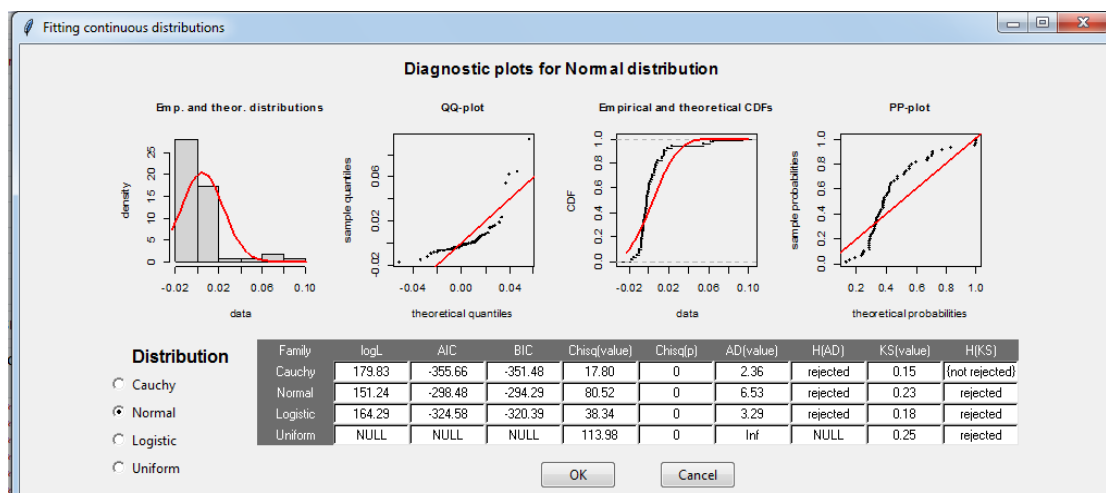 Fitting continuous distributions
Diagnostic plots for Normal distribution
Emp. and theor. distributions
QQ-plot
Empirical and theoretical CDFs
PP-plot
density
0 5 10 15 20 25
-0.02 0.02 0.06 0.10
data
sample quantiles
-0.02 0.02 0.06
-0.04 0.00 0.04
theoretical quantiles
CDF
0.0 0.2 0.4 0.6 0.8 1.0
-0.02 0.02 0.06 0.10
data
sample probabilities
0.0 0.2 0.4 0.6 0.8 1.0
0.2 0.4 0.6 0.8 1.0
theoretical probabilities
Distribution
Cauchy
Normal
Logistic
Uniform
Family logL AIC BIC Chisq(value) Chisq(p) AD(value) H(AD) KS(value) H(KS)
Cauchy 179.83 -355.66 -351.48 17.80 0 2.36 rejected 0.15 {not rejected}
Normal 151.24 -298.48 -294.29 80.52 0 6.53 rejected 0.23 rejected
Logistic 164.29 -324.58 -320.39 38.34 0 3.29 rejected 0.18 rejected
Uniform NULL NULL NULL 113.98 0 Inf NULL 0.25 rejected
OK Cancel